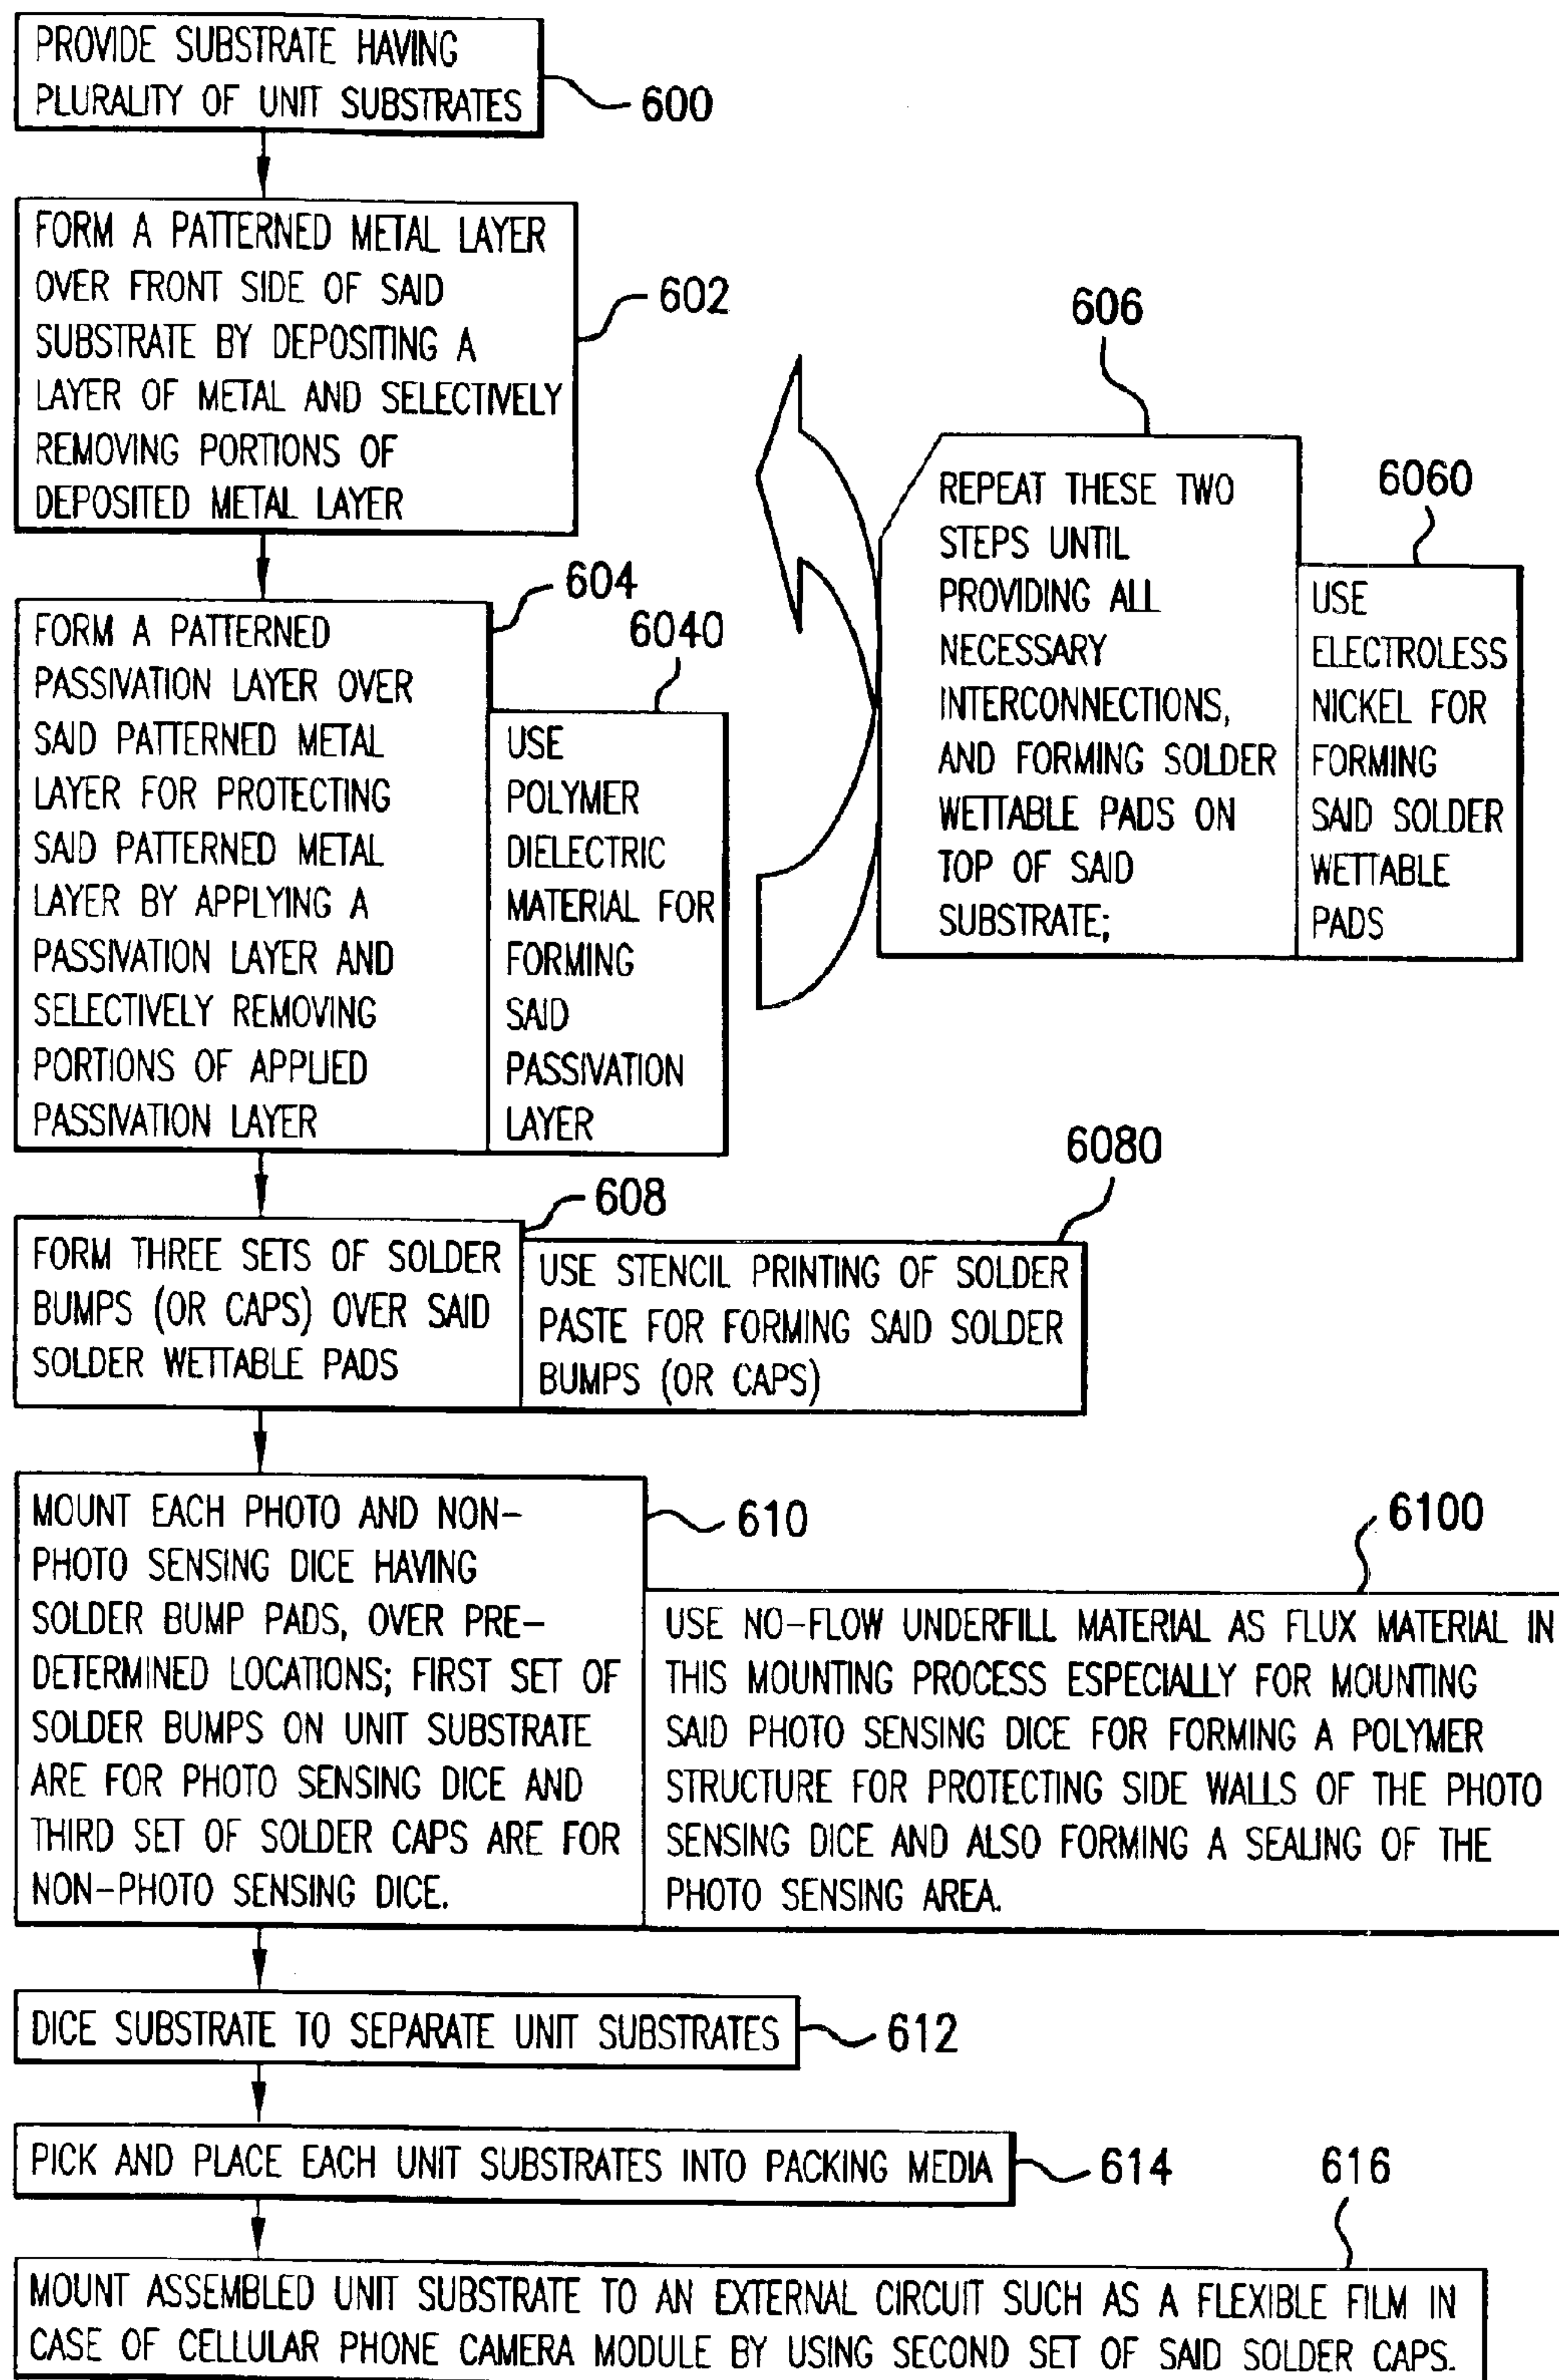 PROVIDE SUBSTRATE HAVING
PLURALITY OF UNIT SUBSTRATES
600
FORM A PATTERNED METAL LAYER
OVER FRONT SIDE OF SAID
SUBSTRATE BY DEPOSITING A
LAYER OF METAL AND SELECTIVELY
REMOVING PORTIONS OF
DEPOSITED METAL LAYER
602
FORM A PATTERNED
PASSIVATION LAYER OVER
SAID PATTERNED METAL
LAYER FOR PROTECTING
SAID PATTERNED METAL
LAYER BY APPLYING A
PASSIVATION LAYER AND
SELECTIVELY REMOVING
PORTIONS OF APPLIED
PASSIVATION LAYER
604
6040
USE
POLYMER
DIELECTRIC
MATERIAL FOR
FORMING
SAID
PASSIVATION
LAYER
606
REPEAT THESE TWO
STEPS UNTIL
PROVIDING ALL
NECESSARY
INTERCONNECTIONS,
AND FORMING SOLDER
WETTABLE PADS ON
TOP OF SAID
SUBSTRATE;
6060
USE
ELECTROLESS
NICKEL FOR
FORMING
SAID SOLDER
WETTABLE
PADS
FORM THREE SETS OF SOLDER
BUMPS (OR CAPS) OVER SAID
SOLDER WETTABLE PADS
608
6080
USE STENCIL PRINTING OF SOLDER
PASTE FOR FORMING SAID SOLDER
BUMPS (OR CAPS)
MOUNT EACH PHOTO AND NON-
PHOTO SENSING DICE HAVING
SOLDER BUMP PADS, OVER PRE-
DETERMINED LOCATIONS; FIRST SET OF
SOLDER BUMPS ON UNIT SUBSTRATE
ARE FOR PHOTO SENSING DICE AND
THIRD SET OF SOLDER CAPS ARE FOR
NON-PHOTO SENSING DICE.
610
6100
USE NO-FLOW UNDERFILL MATERIAL AS FLUX MATERIAL IN
THIS MOUNTING PROCESS ESPECIALLY FOR MOUNTING
SAID PHOTO SENSING DICE FOR FORMING A POLYMER
STRUCTURE FOR PROTECTING SIDE WALLS OF THE PHOTO
SENSING DICE AND ALSO FORMING A SEALING OF THE
PHOTO SENSING AREA.
DICE SUBSTRATE TO SEPARATE UNIT SUBSTRATES
612
PICK AND PLACE EACH UNIT SUBSTRATES INTO PACKING MEDIA
614
616
MOUNT ASSEMBLED UNIT SUBSTRATE TO AN EXTERNAL CIRCUIT SUCH AS A FLEXIBLE FILM IN
CASE OF CELLULAR PHONE CAMERA MODULE BY USING SECOND SET OF SAID SOLDER CAPS.